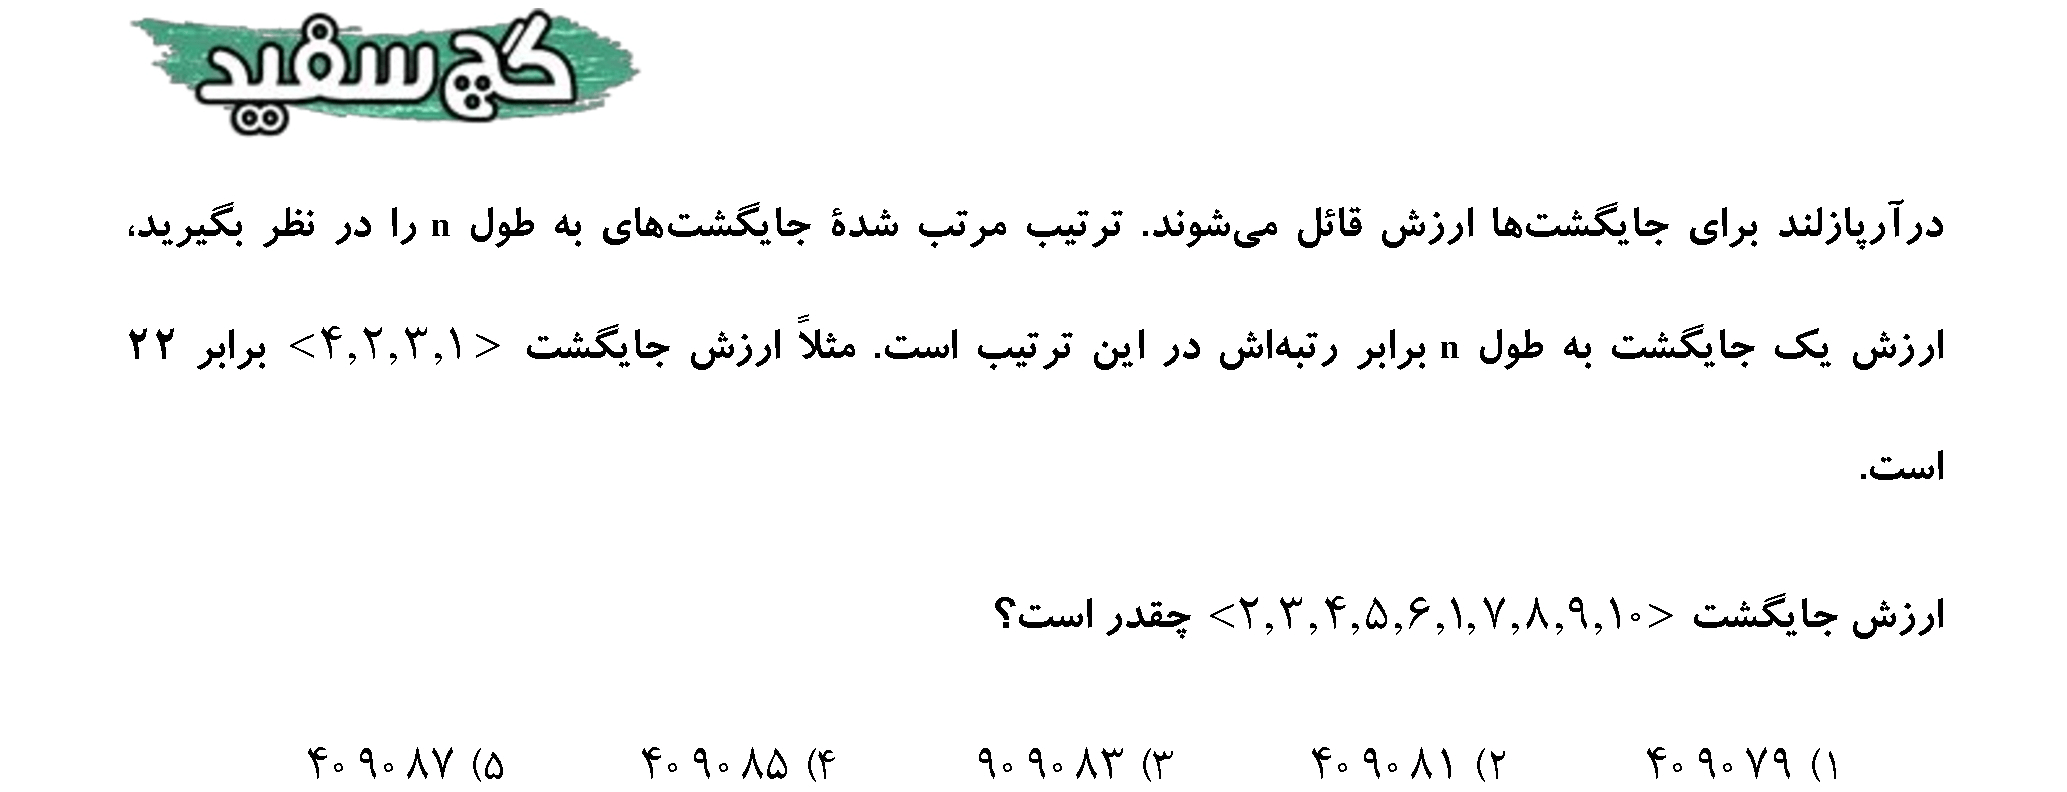 گچ سفید
درآرپازلند برای جایگشت‌ها ارزش قائل می‌شوند. ترتیب مرتب شدهٔ جایگشت‌های به طول n را در نظر بگیرید،
ارزش یک جایگشت به طول n برابر رتبه‌اش در این ترتیب است. مثلاً ارزش جایگشت <۴,۲,۳,۱> برابر ۲۲
است.
ارزش جایگشت <۲,۳,۴,۵,۶,۱,۷,۸,۹,۱۰> چقدر است؟
۱) ۴۰۹۰۷۹ ۲) ۴۰۹۰۸۱ ۳) ۹۰۹۰۸۳ ۴) ۴۰۹۰۸۵ ۵) ۴۰۹۰۸۷